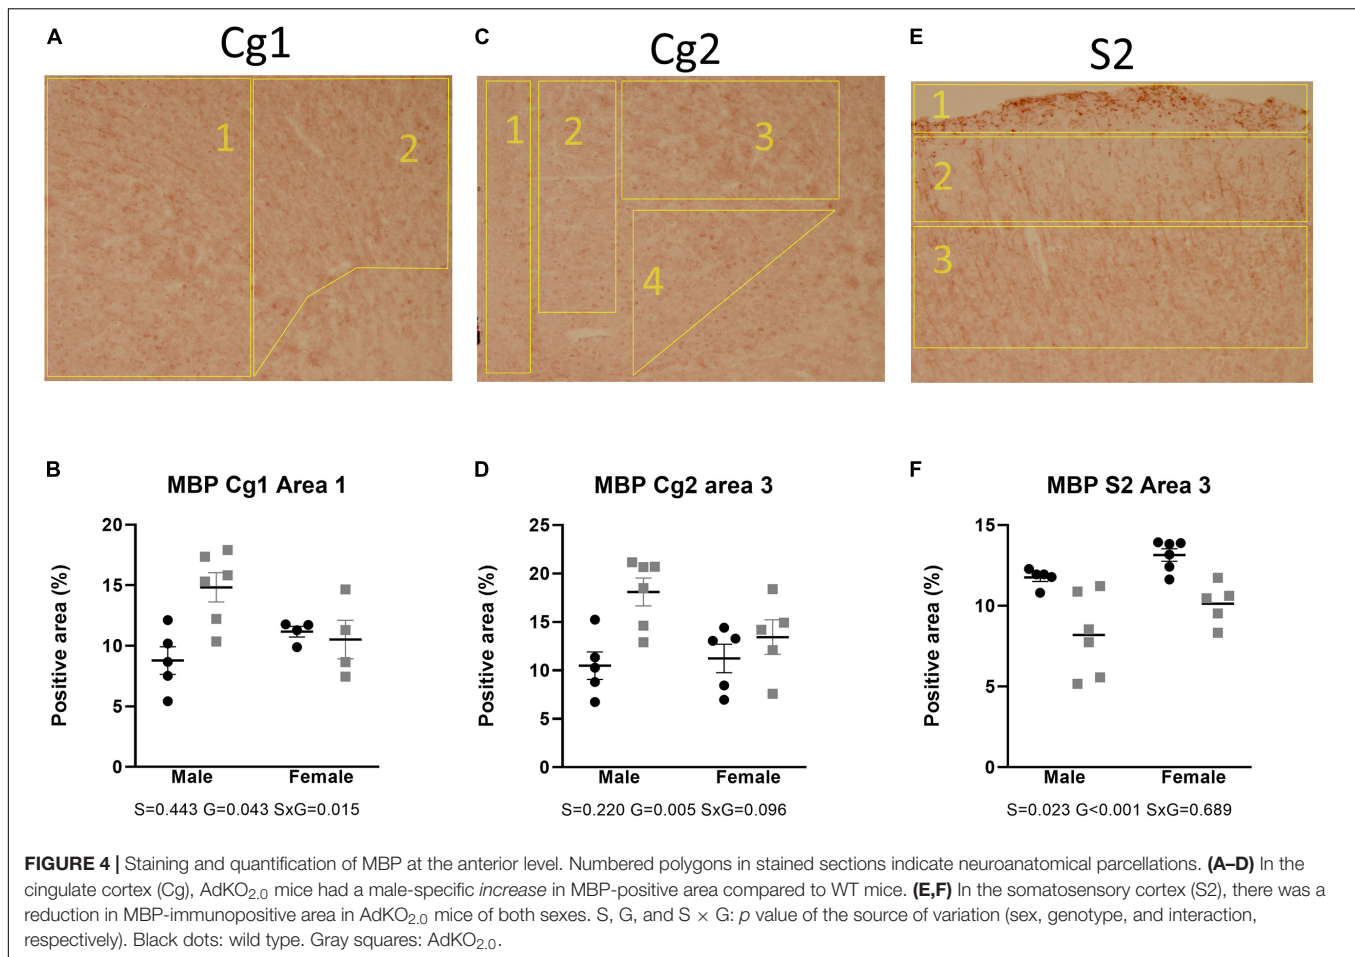 A
Cg1
1
2
C
Cg2
1
2
3
4
E
S2
1
2
3
B
MBP Cg1 Area 1
Positive area (%)
20
15
10
5
0
Male Female
S=0.443 G=0.043 SxG=0.015
D
MBP Cg2 area 3
Positive area (%)
25
20
15
10
5
0
Male Female
S=0.220 G=0.005 SxG=0.096
F
MBP S2 Area 3
Positive area (%)
15
10
5
0
Male Female
S=0.023 G<0.001 SxG=0.689
FIGURE 4 | Staining and quantification of MBP at the anterior level. Numbered polygons in stained sections indicate neuroanatomical parcellations. (A–D) In the
cingulate cortex (Cg), AdKO2.0 mice had a male-specific increase in MBP-positive area compared to WT mice. (E,F) In the somatosensory cortex (S2), there was a
reduction in MBP-immunopositive area in AdKO2.0 mice of both sexes. S, G, and S × G: p value of the source of variation (sex, genotype, and interaction,
respectively). Black dots: wild type. Gray squares: AdKO2.0.